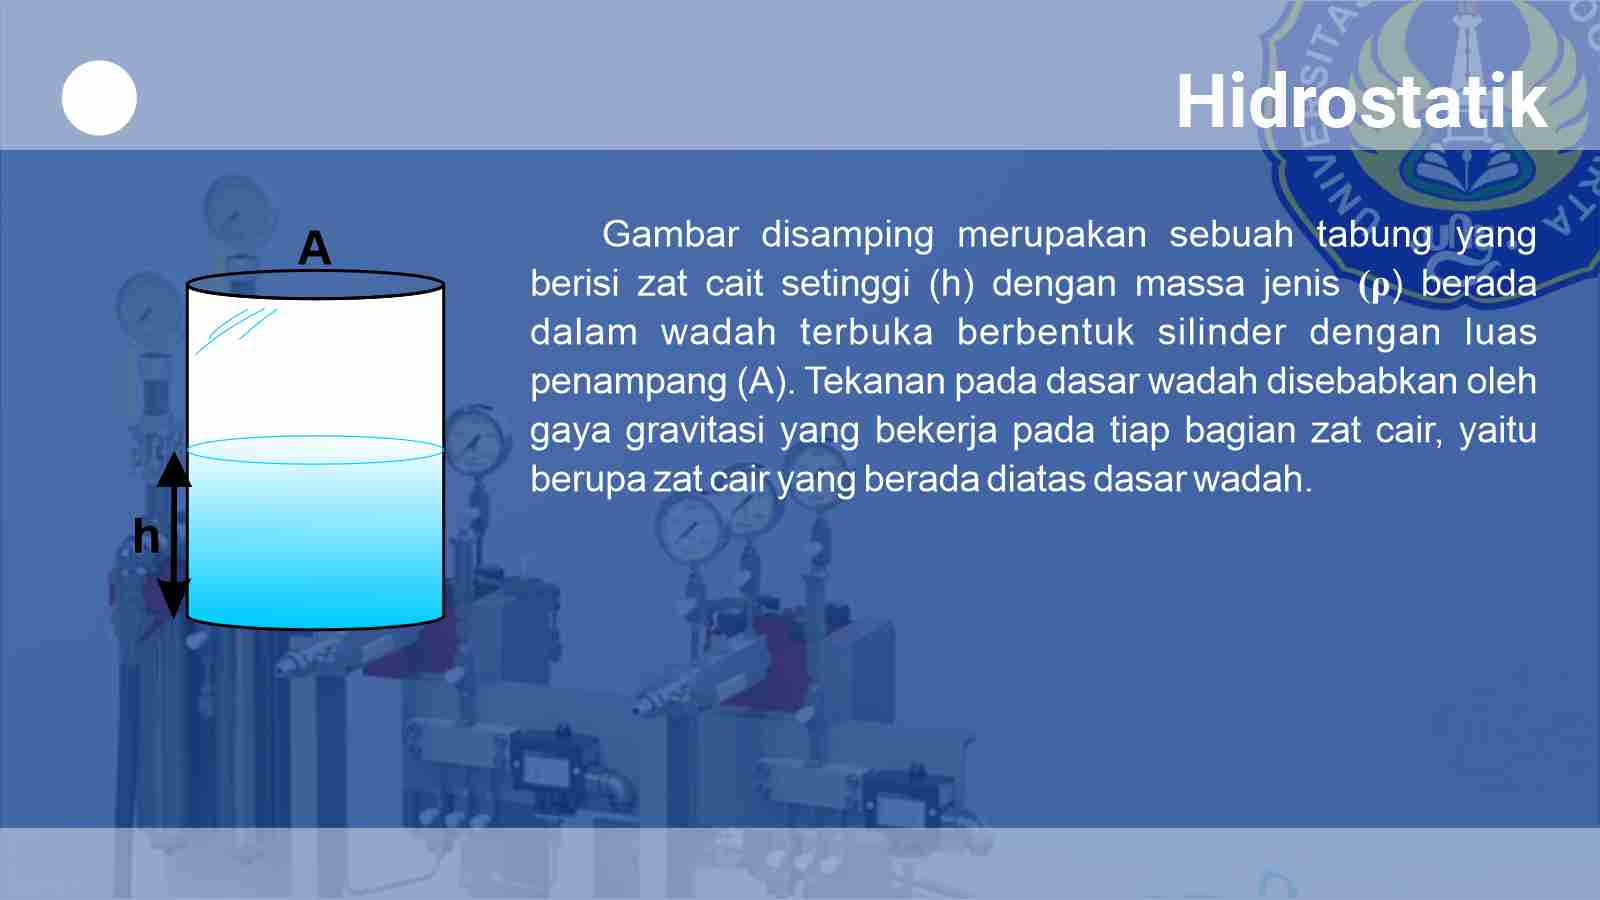 Hidrostatik
A
h
Gambar disamping merupakan sebuah tabung yang
berisi zat cait setinggi (h) dengan massa jenis (ρ) berada
dalam wadah terbuka berbentuk silinder dengan luas
penampang (A). Tekanan pada dasar wadah disebabkan oleh
gaya gravitasi yang bekerja pada tiap bagian zat cair, yaitu
berupa zat cair yang berada diatas dasar wadah.